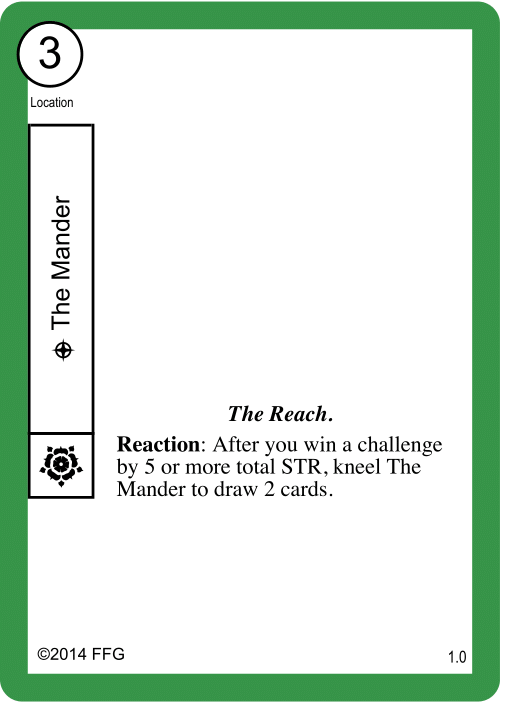 3
Location
The Mander
The Reach.
Reaction: After you win a challenge
by 5 or more total STR, kneel The
Mander to draw 2 cards.
©2014 FFG
1.0